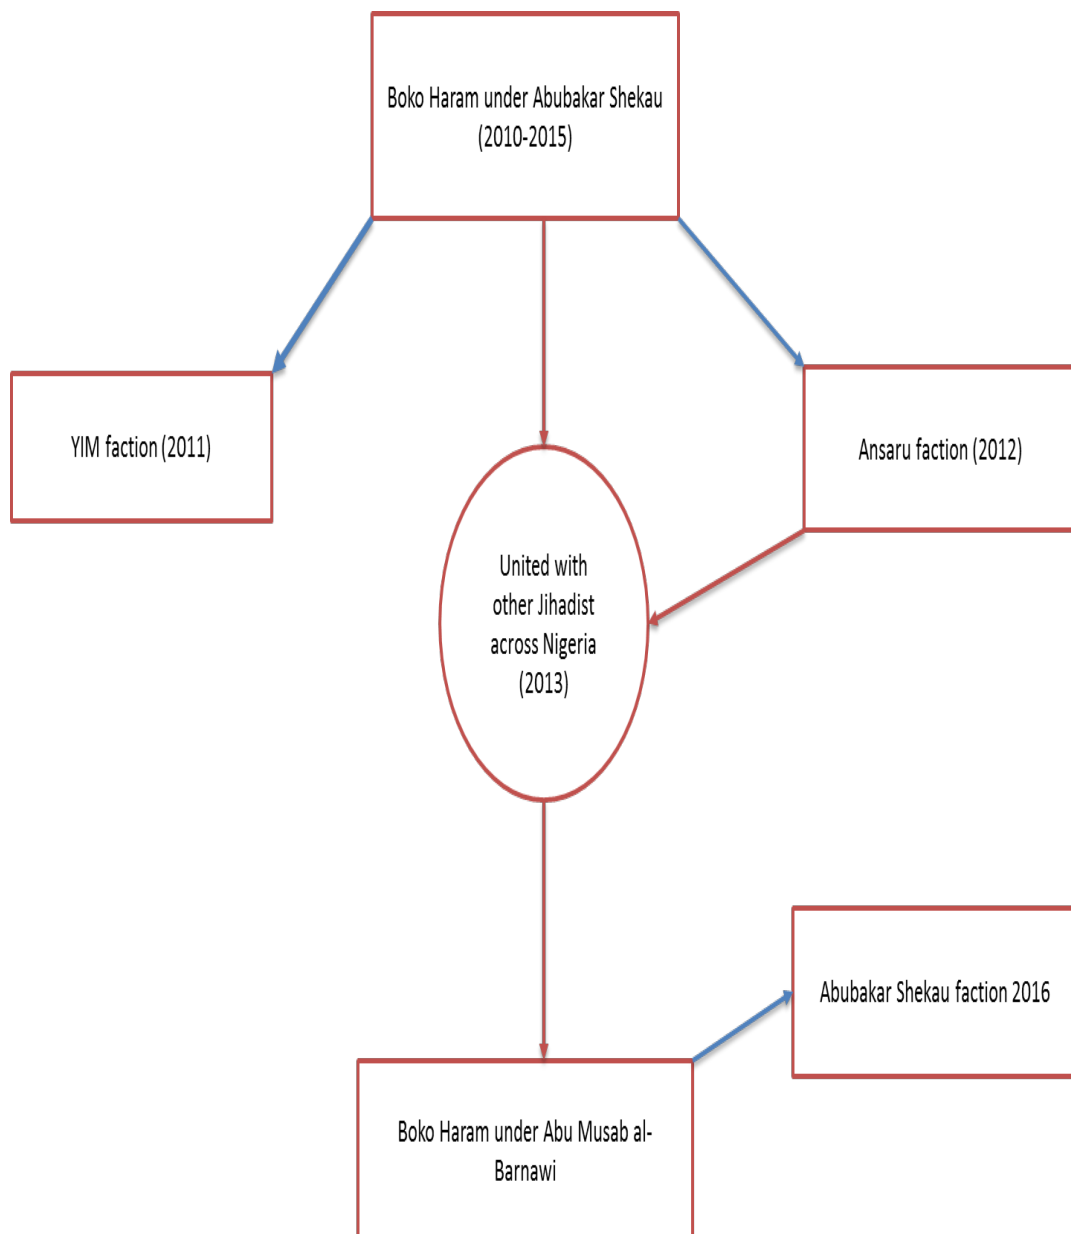 Boko Haram under Abubakar Shekau
(2010-2015)
YIM faction (2011)
Ansaru faction (2012)
United with
other Jihadist
across Nigeria
(2013)
Abubakar Shekau faction 2016
Boko Haram under Abu Musab al-
Barnawi